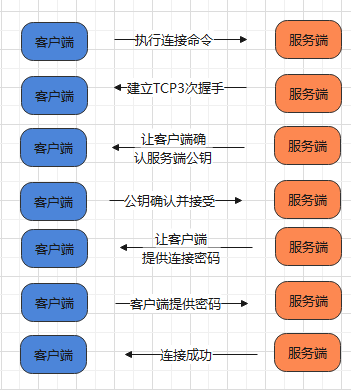 客户端 执行连接命令 服务端
客户端 建立TCP3次握手 服务端
客户端 让客户端确 服务端
认服务端公钥
客户端 公钥确认并接受 服务端
客户端 让客户端 服务端
提供连接密码
客户端 客户端提供密码 服务端
客户端 连接成功 服务端